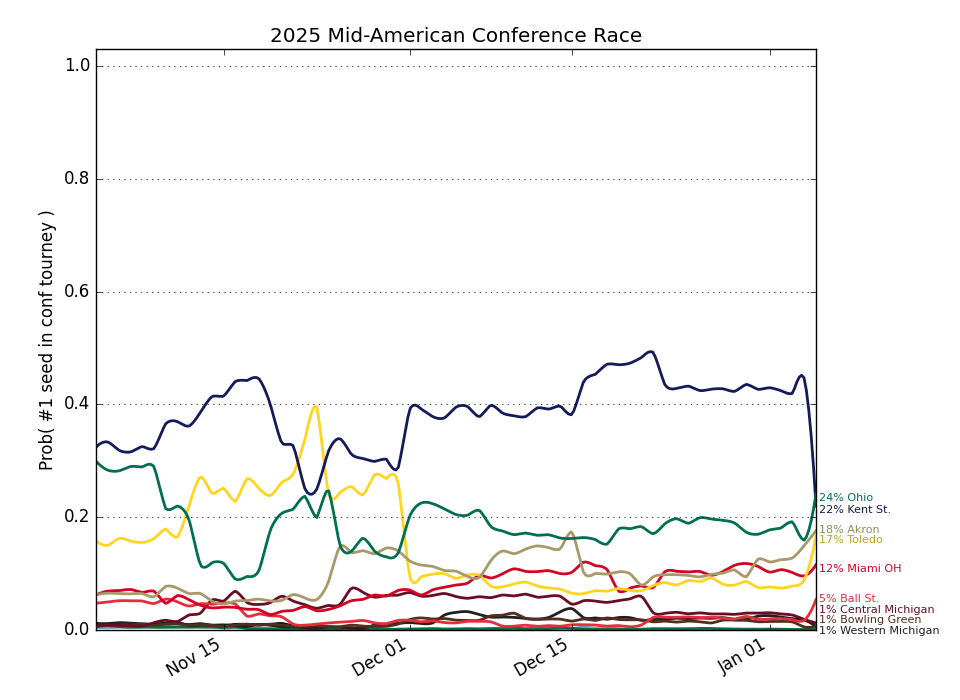 2025 Mid-American Conference Race
Prob( #1 seed in conf tourney )
1.0
0.8
0.6
0.4
0.2
0.0
Nov 15
Dec 01
Dec 15
Jan 01
24% Ohio
22% Kent St.
18% Akron
17% Toledo
12% Miami OH
5% Ball St.
1% Central Michigan
1% Bowling Green
1% Western Michigan